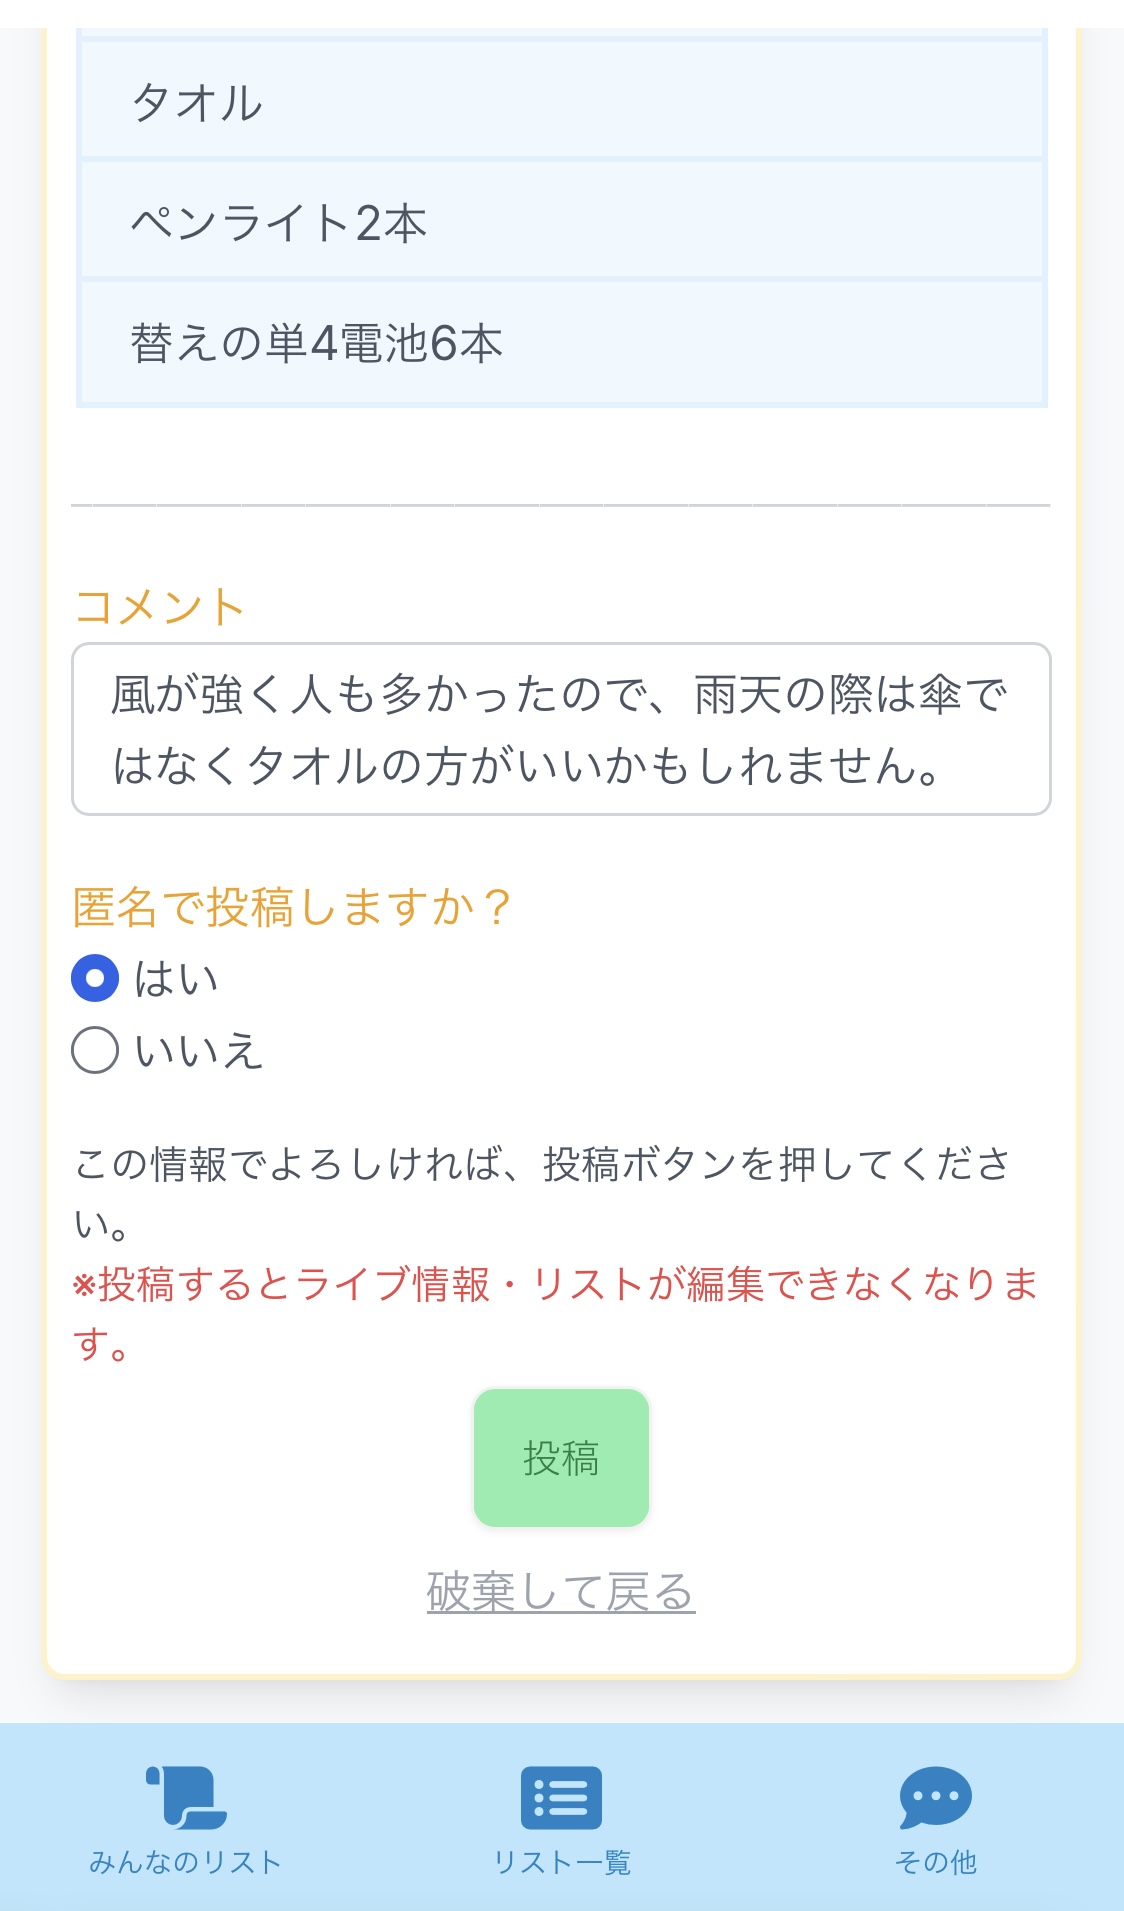 タオル
ペンライト2本
替えの単4電池6本
コメント
風が強く人も多かったので、雨天の際は傘で
はなくタオルの方がいいかもしれません。
匿名で投稿しますか？
はい
いいえ
この情報でよろしければ、投稿ボタンを押してくださ
い。
※投稿するとライブ情報・リストが編集できなくなりま
す。
投稿
破棄して戻る
みんなのリスト
リスト一覧
その他